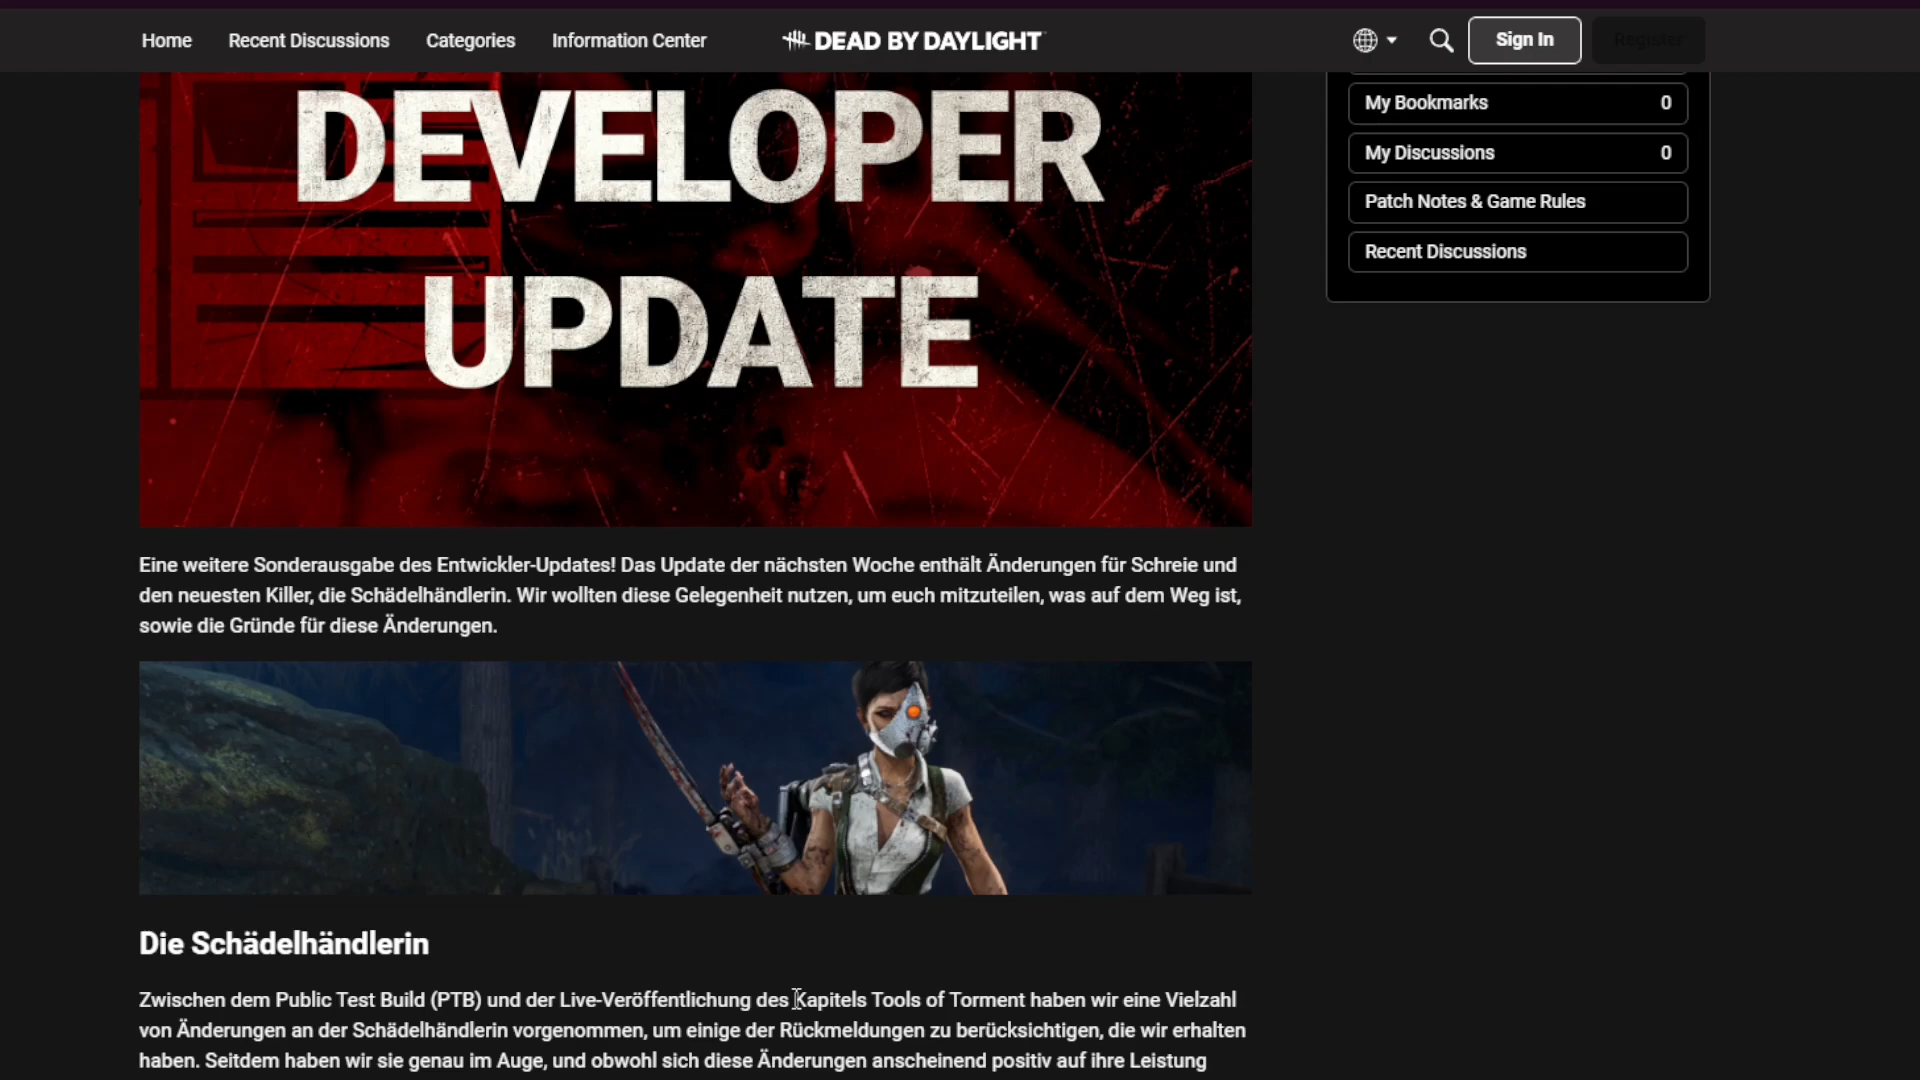 Home Recent Discussions Categories Information Center DEAD BY DAYLIGHT Sign In Register
DEVELOPER
UPDATE
My Bookmarks 0
My Discussions 0
Patch Notes & Game Rules
Recent Discussions
Eine weitere Sonderausgabe des Entwickler-Updates! Das Update der nächsten Woche enthält Änderungen für Schreie und
den neuesten Killer, die Schädelhändlerin. Wir wollten diese Gelegenheit nutzen, um euch mitzuteilen, was auf dem Weg ist,
sowie die Gründe für diese Änderungen.
Die Schädelhändlerin
Zwischen dem Public Test Build (PTB) und der Live-Veröffentlichung des Kapitels Tools of Torment haben wir eine Vielzahl
von Änderungen an der Schädelhändlerin vorgenommen, um einige der Rückmeldungen zu berücksichtigen, die wir erhalten
haben. Seitdem haben wir sie genau im Auge, und obwohl sich diese Änderungen anscheinend positiv auf ihre Leistung